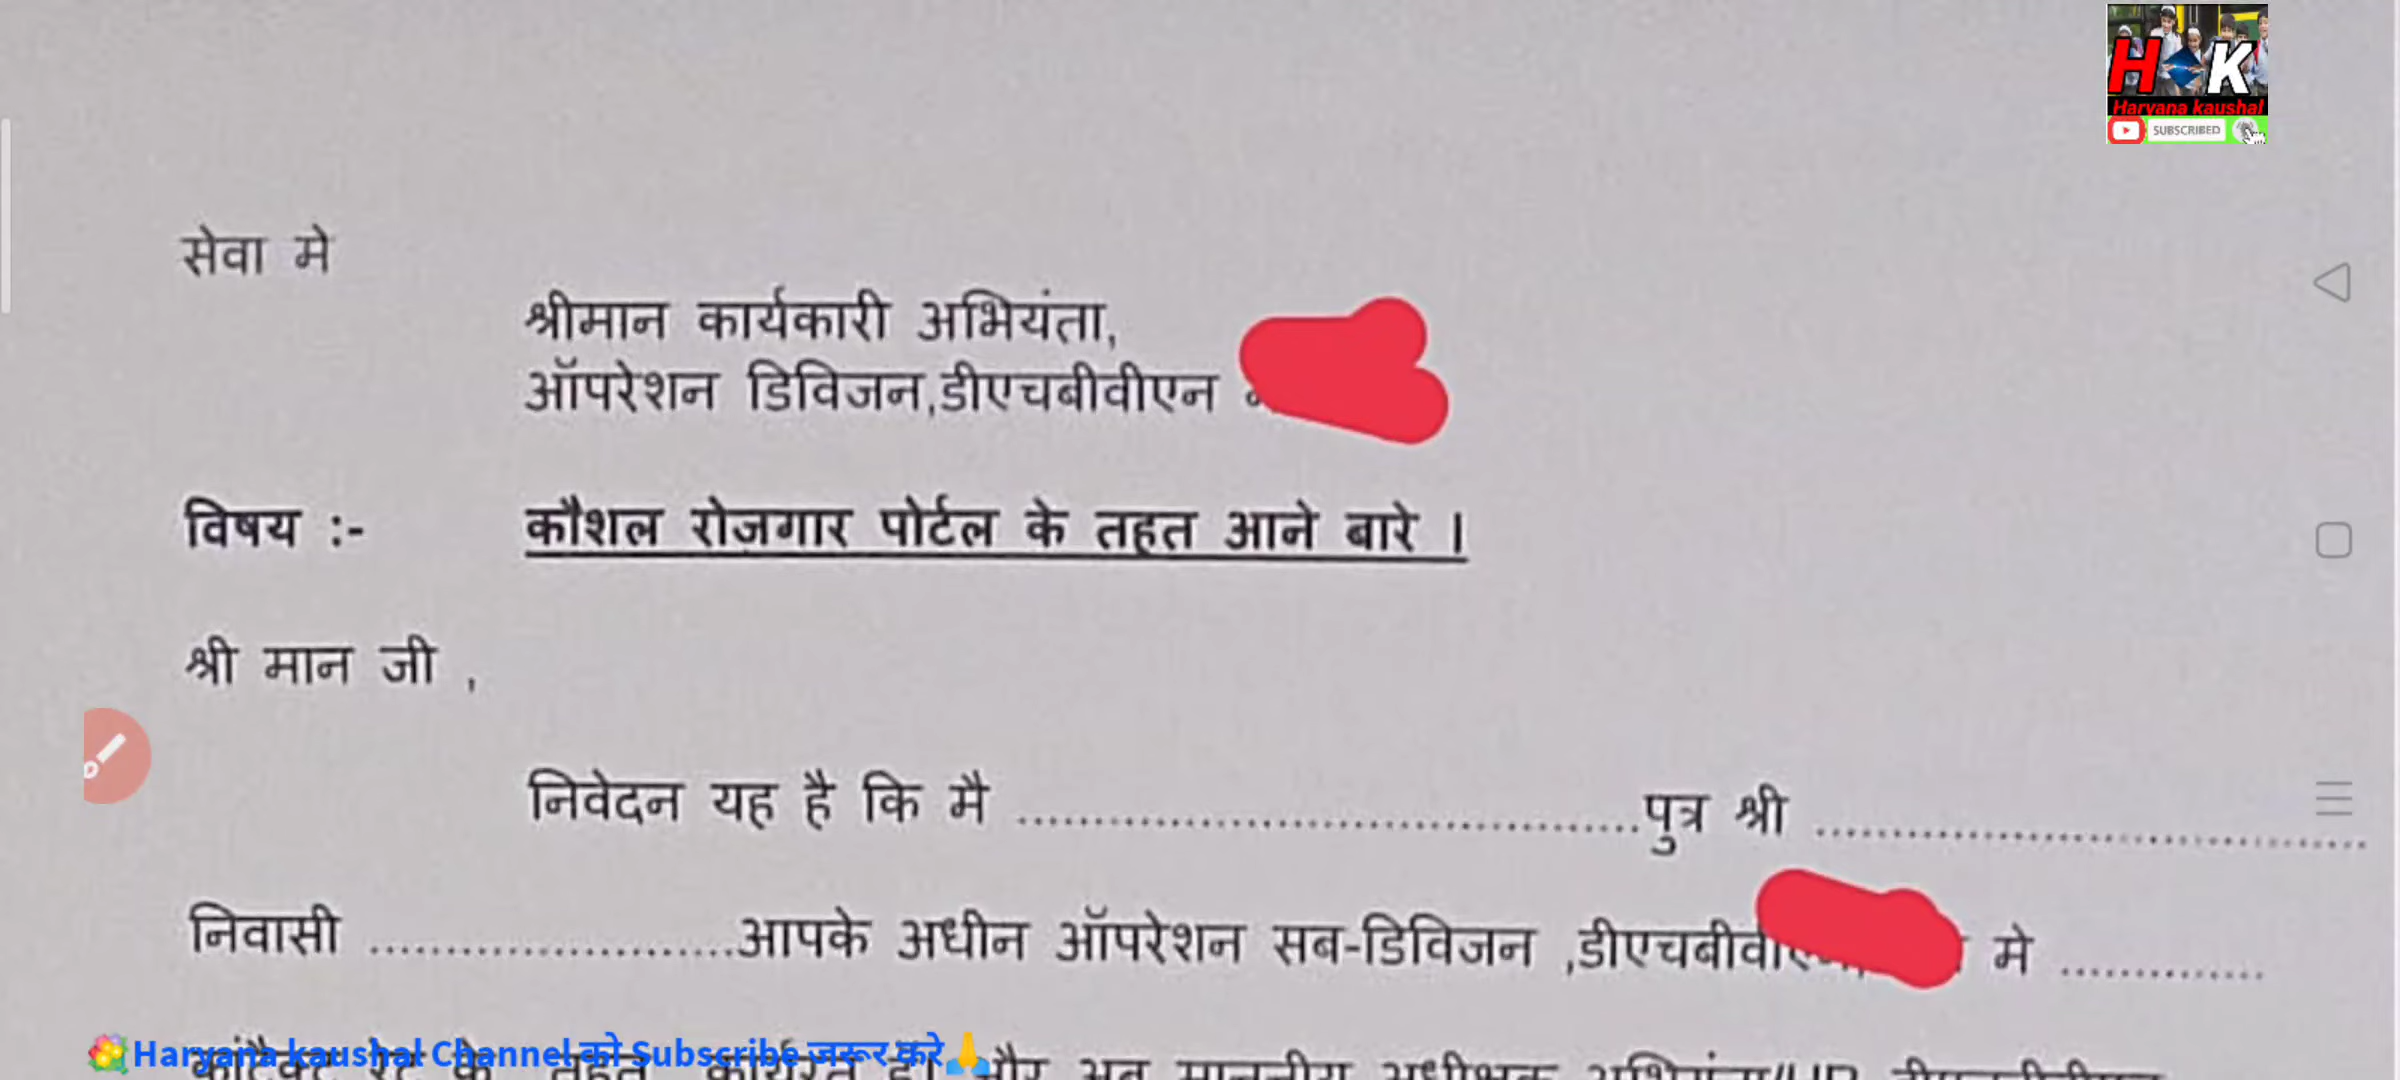 H K
Haryana kaushal
SUBSCRIBED
सेवा मे
श्रीमान कार्यकारी अभियंता,
ऑपरेशन डिविजन,डीएचबीवीएन
विषय :- कौशल रोजगार पोर्टल के तहत आने बारे ।
श्री मान जी ,
निवेदन यह है कि मै ........................................पुत्र श्री ....................................
निवासी ........................आपके अधीन ऑपरेशन सब-डिविजन ,डीएचबीवी मे ..............
Haryana kaushal Channel को Subscribe जरूर करे